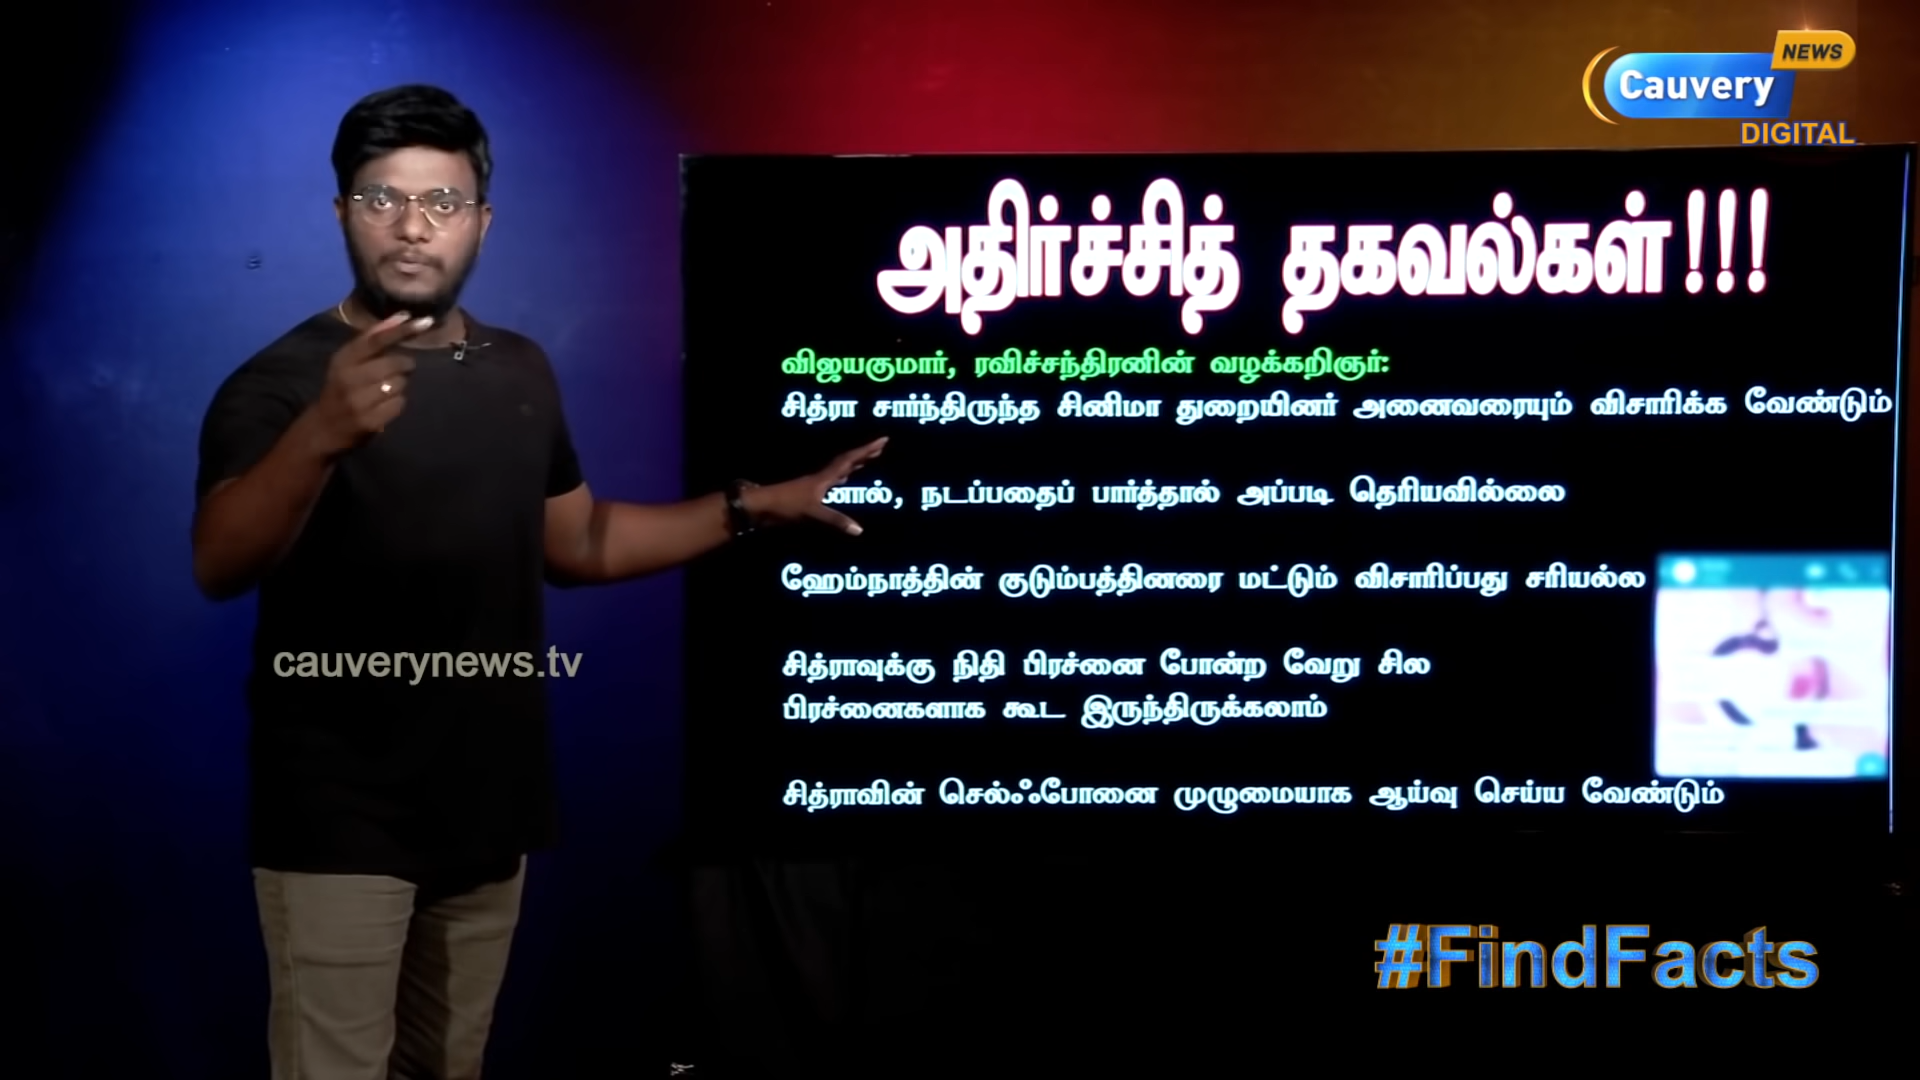 NEWS
Cauvery
DIGITAL
அதிர்ச்சித் தகவல்கள்!!!
விஜயகுமார், ரவிச்சந்திரனின் வழக்கறிஞர்:
சித்ரா சார்ந்திருந்த சினிமா துறையினர் அனைவரையும் விசாரிக்க வேண்டும்
நடப்பதைப் பார்த்தால் அப்படி தெரியவில்லை
ஹேம்நாத்தின் குடும்பத்தினரை மட்டும் விசாரிப்பது சரியல்ல
cauverynews.tv
சித்ராவுக்கு நிதி பிரச்னை போன்ற வேறு சில
பிரச்னைகளாக கூட இருந்திருக்கலாம்
சித்ராவின் செல்ஃபோனை முழுமையாக ஆய்வு செய்ய வேண்டும்
#FindFacts